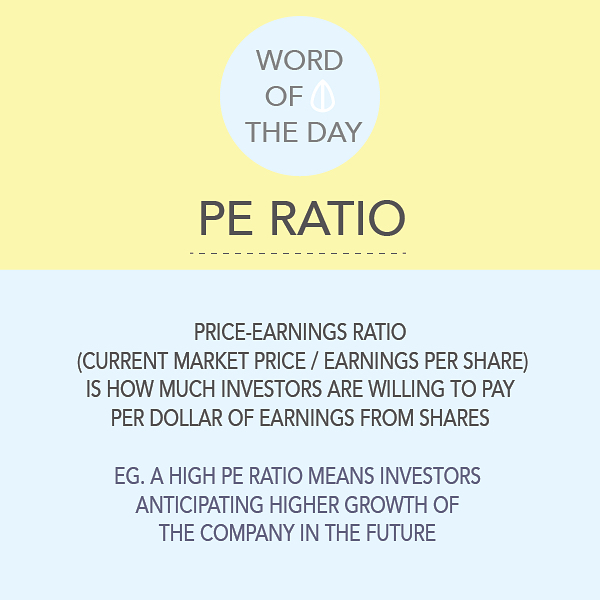 WORD
OF
THE DAY
PE RATIO
PRICE-EARNINGS RATIO
(CURRENT MARKET PRICE / EARNINGS PER SHARE)
IS HOW MUCH INVESTORS ARE WILLING TO PAY
PER DOLLAR OF EARNINGS FROM SHARES
EG. A HIGH PE RATIO MEANS INVESTORS
ANTICIPATING HIGHER GROWTH OF
THE COMPANY IN THE FUTURE